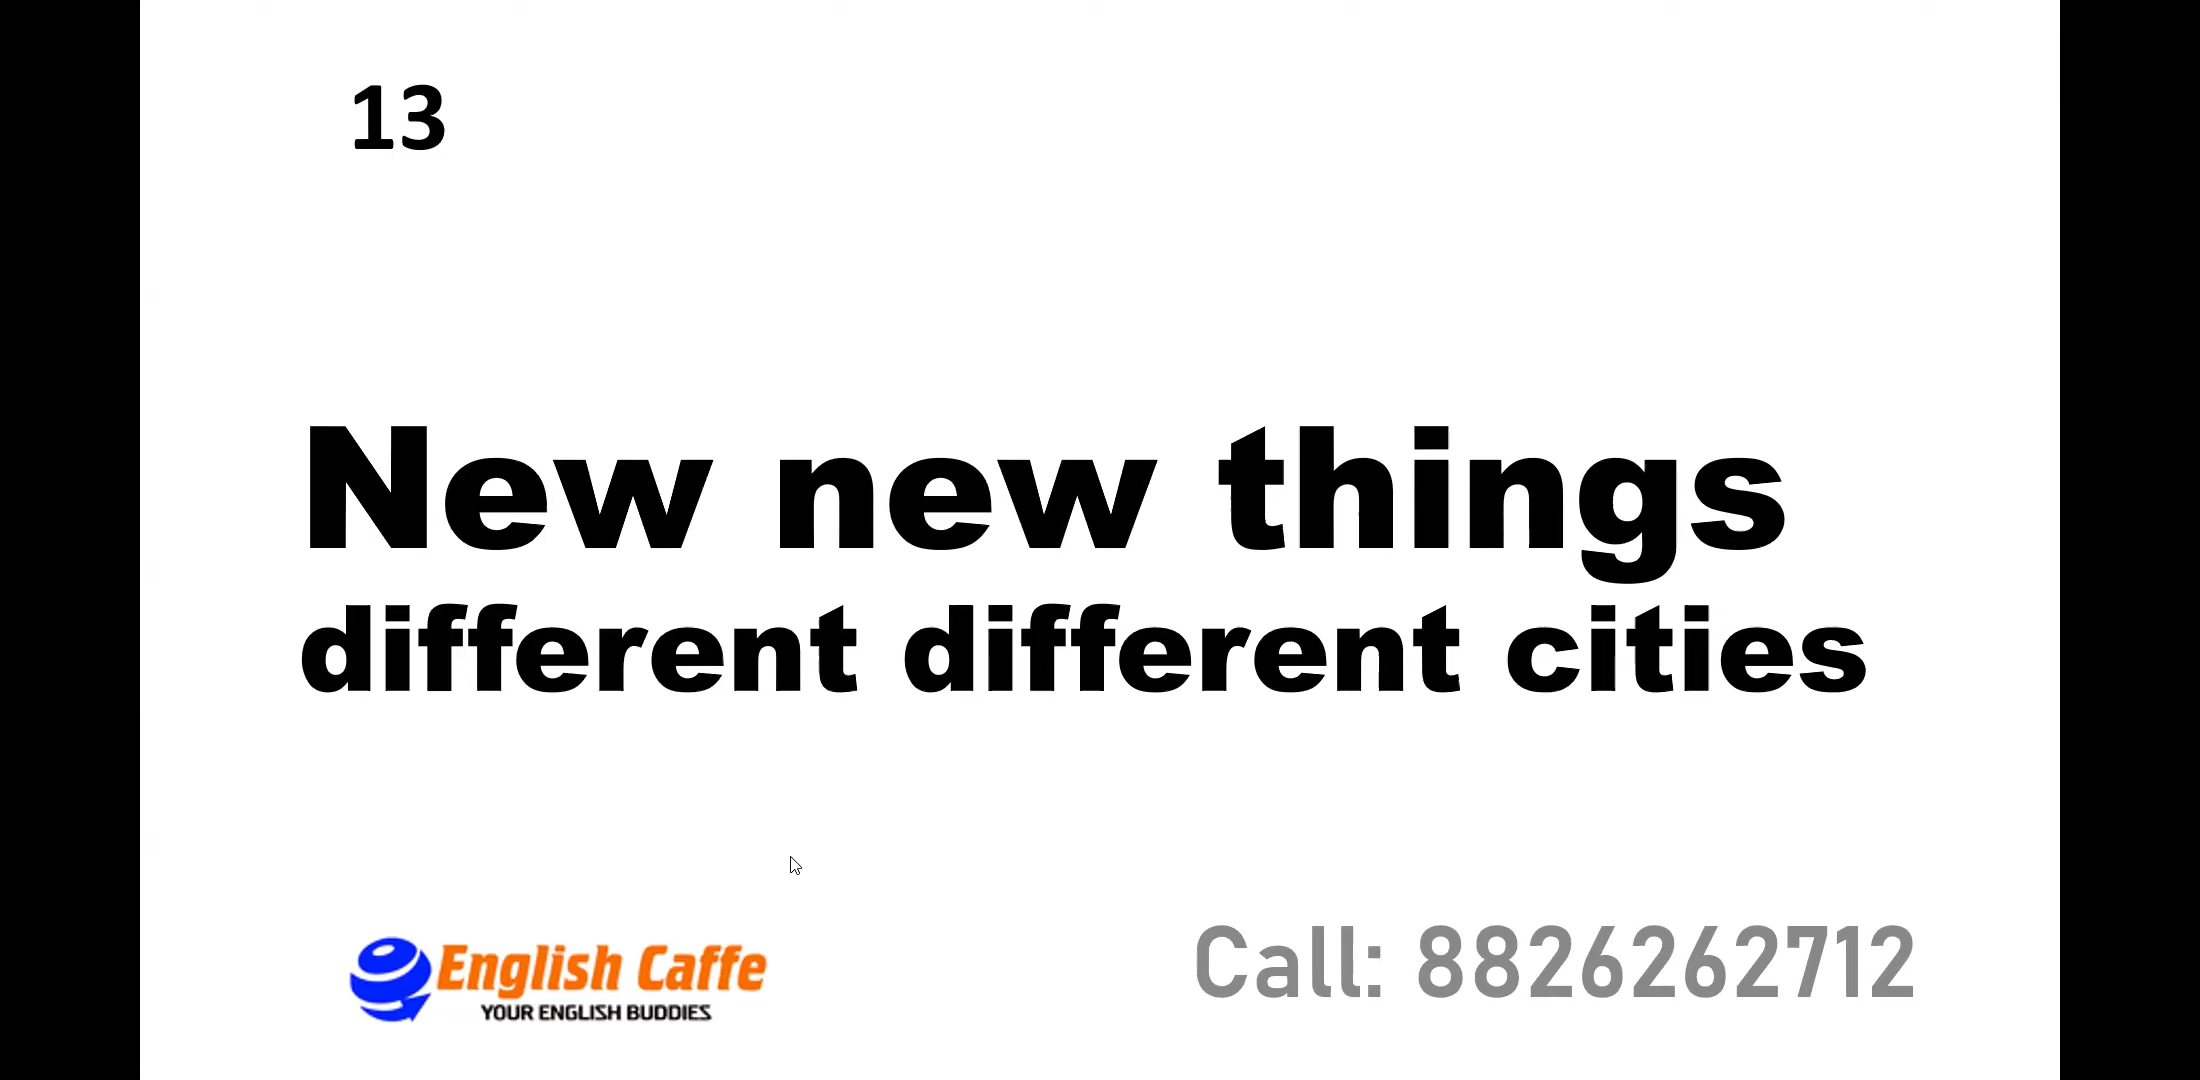 13
New new things
different different cities
English Caffe
YOUR ENGLISH BUDDIES
Call: 8826262712